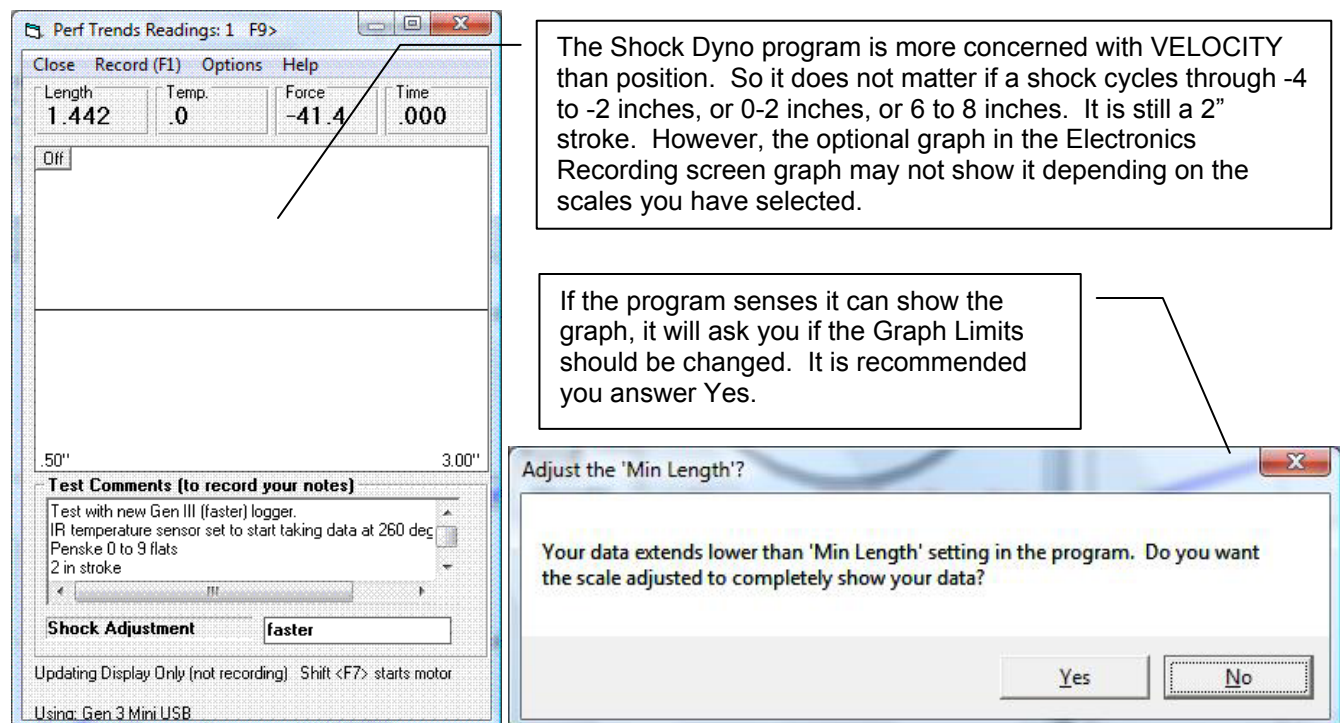 Perf Trends Readings: 1 F9>
Close Record (F1) Options Help
Length Temp. Force Time
1.442 .0 -41.4 .000
Off
.50" 3.00"
Test Comments (to record your notes)
Test with new Gen III (faster) logger.
IR temperature sensor set to start taking data at 260 deg
Penske 0 to 9 flats
2 in stroke
Shock Adjustment faster
Updating Display Only (not recording) Shift <F7> starts motor
Using: Gen 3 Mini USB
The Shock Dyno program is more concerned with VELOCITY
than position. So it does not matter if a shock cycles through -4
to -2 inches, or 0-2 inches, or 6 to 8 inches. It is still a 2”
stroke. However, the optional graph in the Electronics
Recording screen graph may not show it depending on the
scales you have selected.
If the program senses it can show the
graph, it will ask you if the Graph Limits
should be changed. It is recommended
you answer Yes.
Adjust the 'Min Length'?
Your data extends lower than 'Min Length' setting in the program. Do you want
the scale adjusted to completely show your data?
Yes No